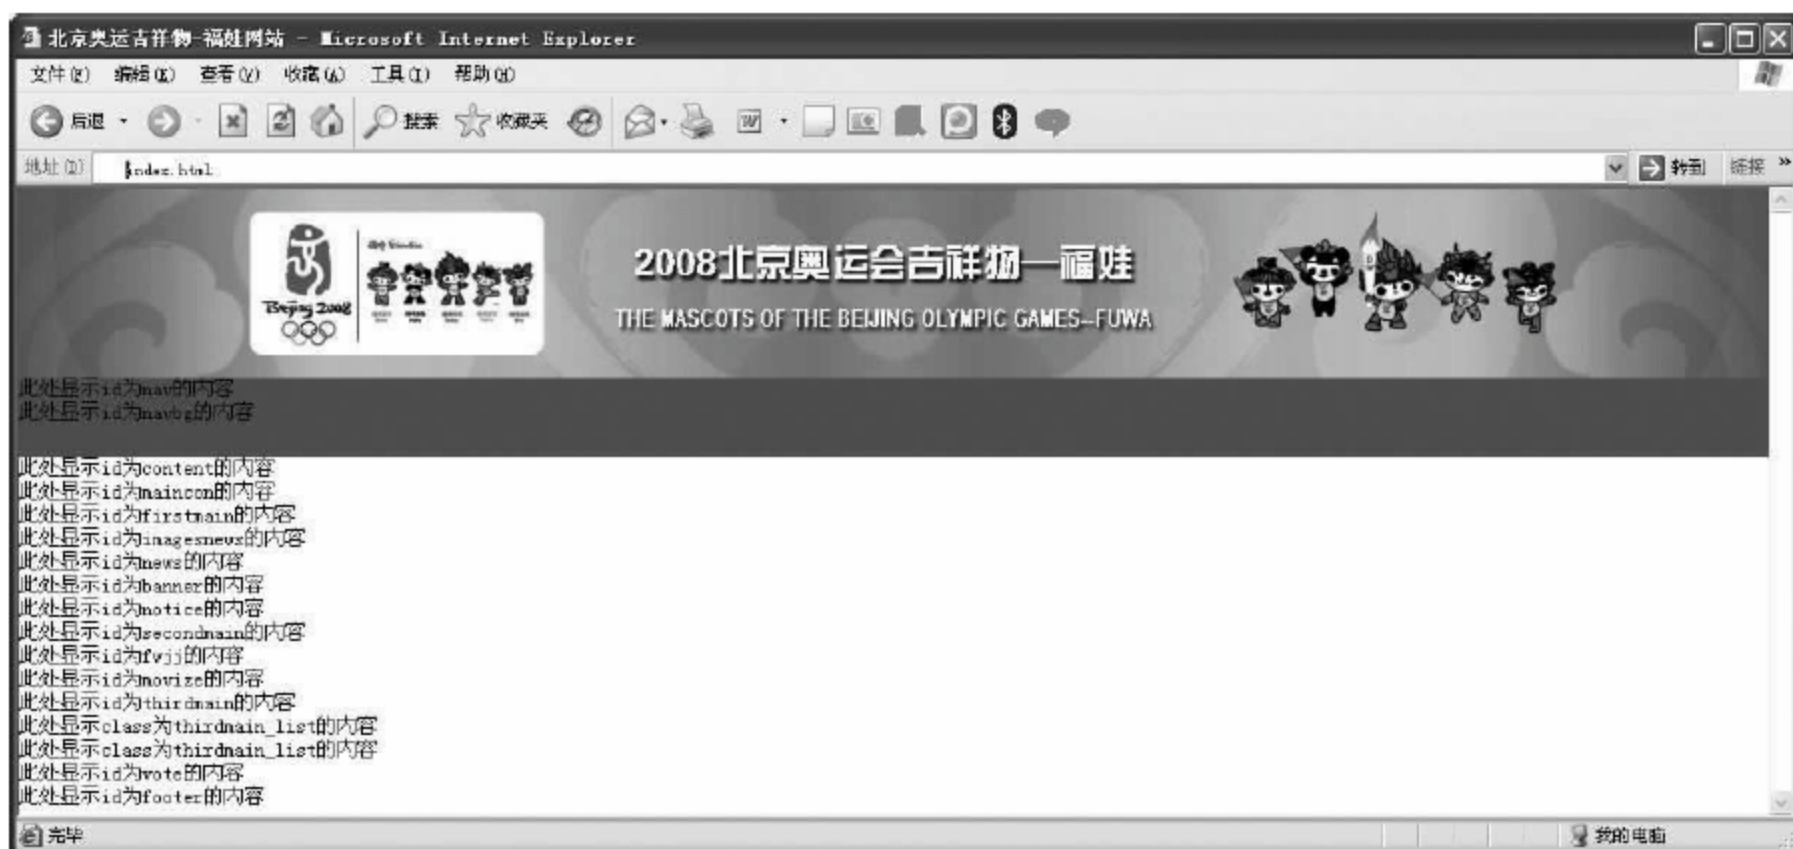 北京奥运吉祥物-福娃网站 - Microsoft Internet Explorer
文件(F) 编辑(E) 查看(V) 收藏(A) 工具(T) 帮助(H)
后退 搜索 收藏夹
地址(D) index.html 转到 链接 »
Beijing 2008
2008北京奥运会吉祥物—福娃
THE MASCOTS OF THE BEIJING OLYMPIC GAMES--FUWA
此处显示id为nav的内容
此处显示id为navbg的内容
此处显示id为content的内容
此处显示id为maincon的内容
此处显示id为firstmain的内容
此处显示id为imagesnews的内容
此处显示id为news的内容
此处显示id为banner的内容
此处显示id为notice的内容
此处显示id为secondmain的内容
此处显示id为fwjj的内容
此处显示id为movize的内容
此处显示id为thirdmain的内容
此处显示class为thirdmain_list的内容
此处显示class为thirdmain_list的内容
此处显示id为vote的内容
此处显示id为footer的内容
完毕 我的电脑